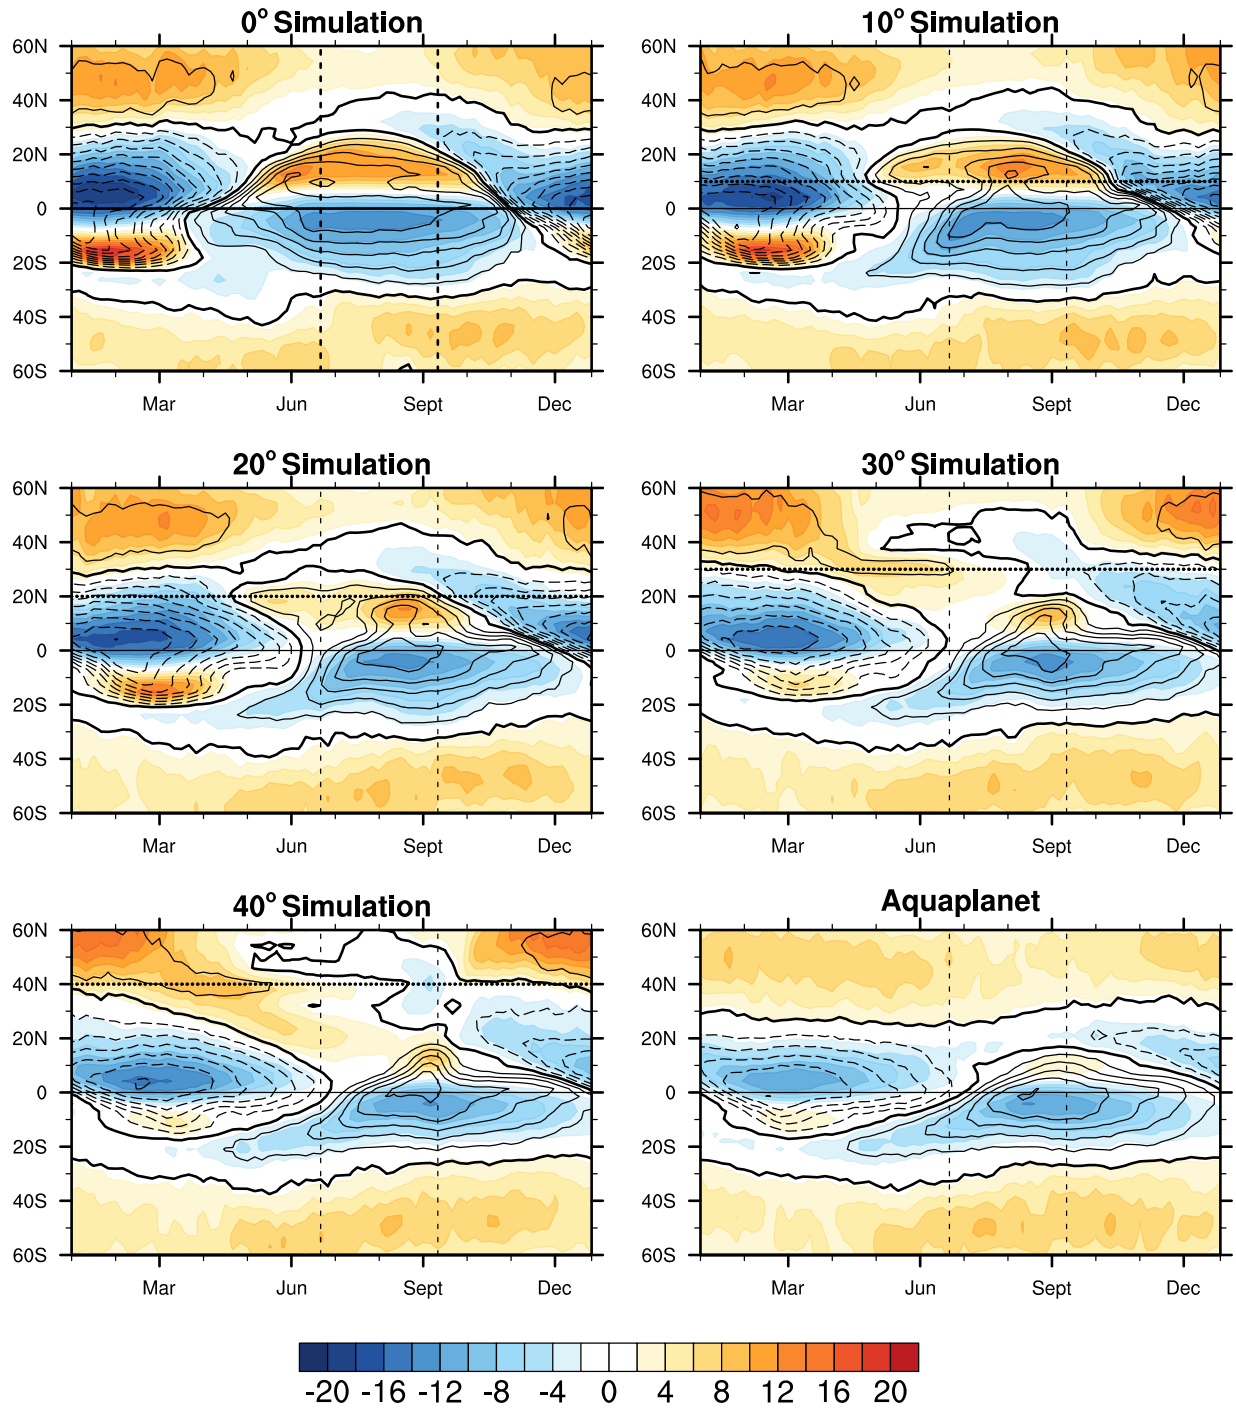 0° Simulation
10° Simulation
60N
40N
20N
0
20S
40S
60S
Mar Jun Sept Dec
60N
40N
20N
0
20S
40S
60S
Mar Jun Sept Dec
20° Simulation
30° Simulation
60N
40N
20N
0
20S
40S
60S
Mar Jun Sept Dec
60N
40N
20N
0
20S
40S
60S
Mar Jun Sept Dec
40° Simulation
Aquaplanet
60N
40N
20N
0
20S
40S
60S
Mar Jun Sept Dec
60N
40N
20N
0
20S
40S
60S
Mar Jun Sept Dec
-20 -16 -12 -8 -4 0 4 8 12 16 20